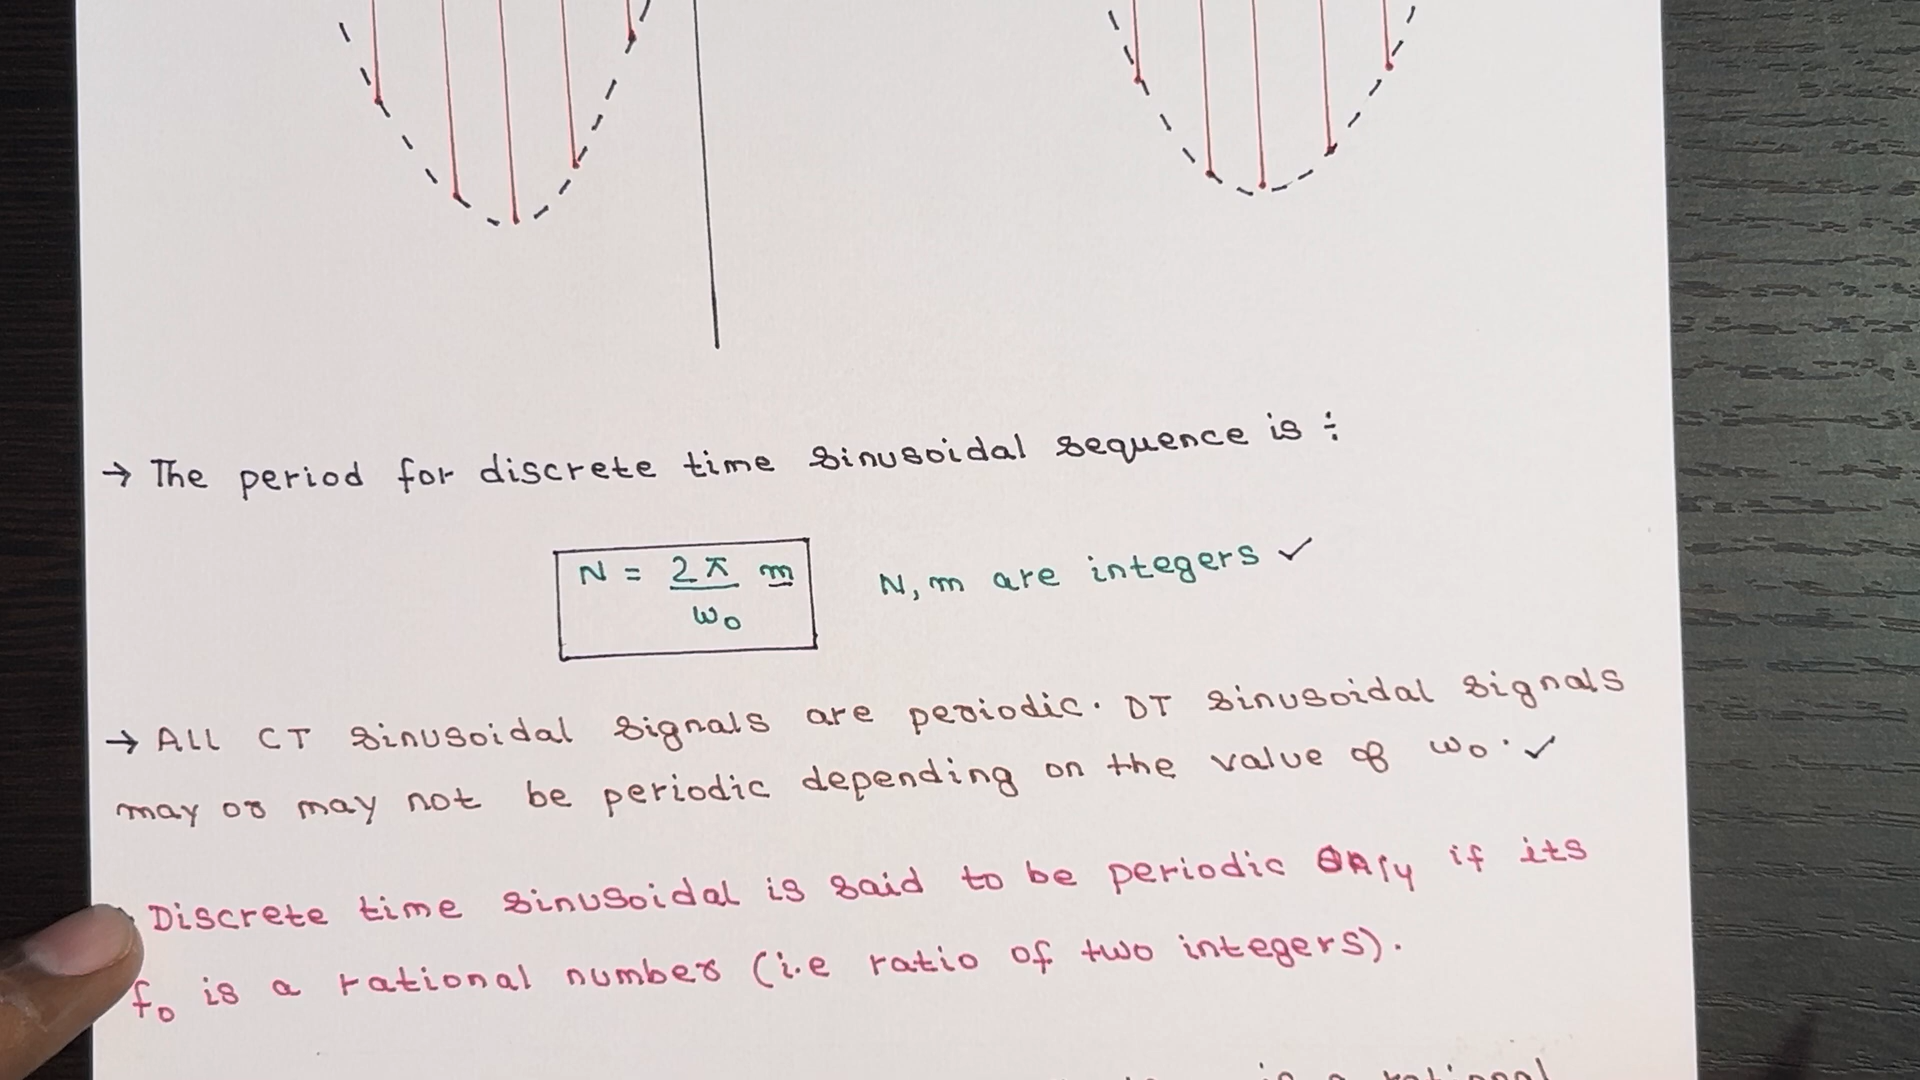 → The period for discrete time sinusoidal sequence is :
N = 2π/ω₀ m    N, m are integers ✓
→ All CT sinusoidal signals are periodic. DT sinusoidal signals
may or may not be periodic depending on the value of ω₀. ✓
Discrete time sinusoidal is said to be periodic only if its
f₀ is a rational number (i.e ratio of two integers).